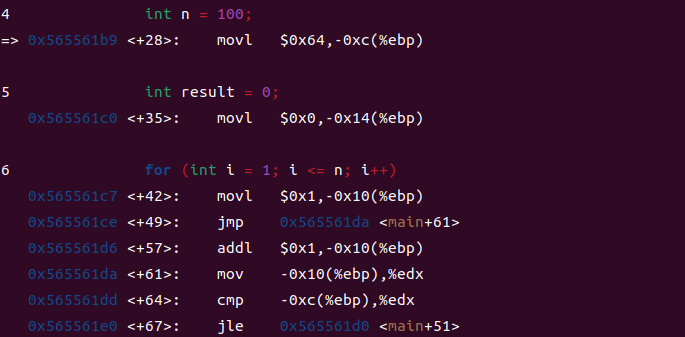 4 int n = 100;
=> 0x565561b9 <+28>: movl $0x64,-0xc(%ebp)
5 int result = 0;
0x565561c0 <+35>: movl $0x0,-0x14(%ebp)
6 for (int i = 1; i <= n; i++)
0x565561c7 <+42>: movl $0x1,-0x10(%ebp)
0x565561ce <+49>: jmp 0x565561da <main+61>
0x565561d6 <+57>: addl $0x1,-0x10(%ebp)
0x565561da <+61>: mov -0x10(%ebp),%edx
0x565561dd <+64>: cmp -0xc(%ebp),%edx
0x565561e0 <+67>: jle 0x565561d0 <main+51>